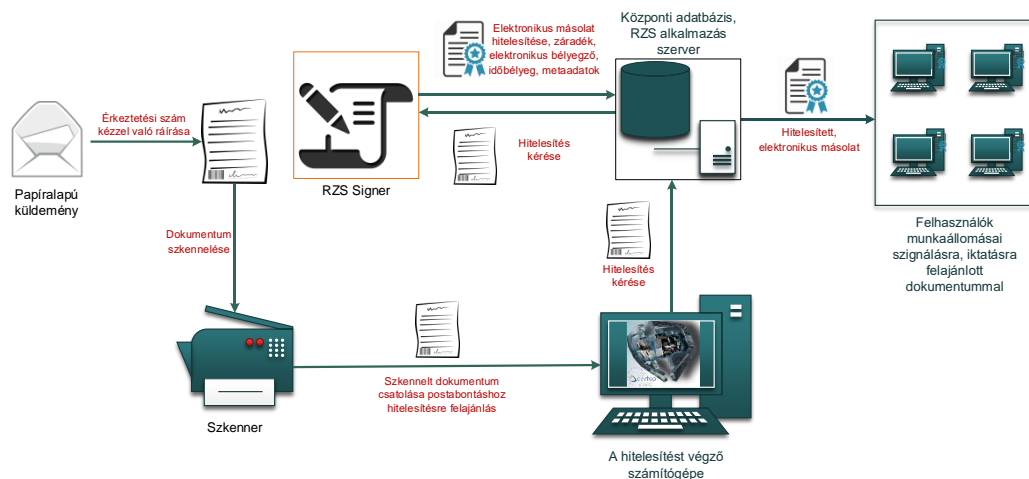 Elektronikus másolat
hitelesítése, záradék,
elektronikus bélyegző,
időbélyeg, metaadatok
Központi adatbázis,
RZS alkalmazás
szerver
Érkeztetési szám
kézzel való ráírása
Hitelesítés
kérése
Hitelesített,
elektronikus másolat
Papíralapú
küldemény
RZS Signer
Felhasználók
munkaállomásai
szignálásra, iktatásra
felajánlott
dokumentummal
Dokumentum
szkennelése
Hitelesítés
kérése
Szkennelt dokumentum
csatolása postabontáshoz
hitelesítésre felajánlás
Szkenner
A hitelesítést végző
számítógépe